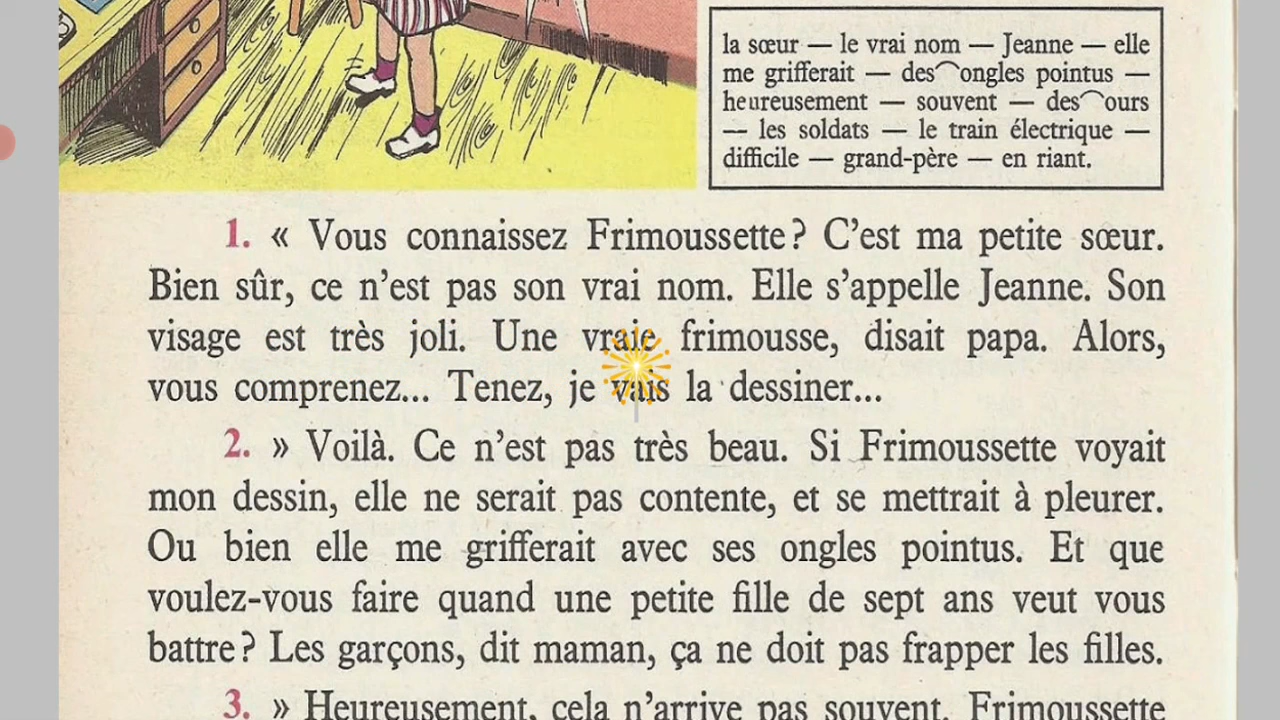 la sœur — le vrai nom — Jeanne — elle
me grifferait — des‿ongles pointus —
heureusement — souvent — des‿ours
— les soldats — le train électrique —
difficile — grand-père — en riant.
1. « Vous connaissez Frimoussette ? C'est ma petite sœur.
Bien sûr, ce n'est pas son vrai nom. Elle s'appelle Jeanne. Son
visage est très joli. Une vraie frimousse, disait papa. Alors,
vous comprenez... Tenez, je vais la dessiner...
2. » Voilà. Ce n'est pas très beau. Si Frimoussette voyait
mon dessin, elle ne serait pas contente, et se mettrait à pleurer.
Ou bien elle me grifferait avec ses ongles pointus. Et que
voulez-vous faire quand une petite fille de sept ans veut vous
battre ? Les garçons, dit maman, ça ne doit pas frapper les filles.
3. » Heureusement, cela n'arrive pas souvent. Frimoussette